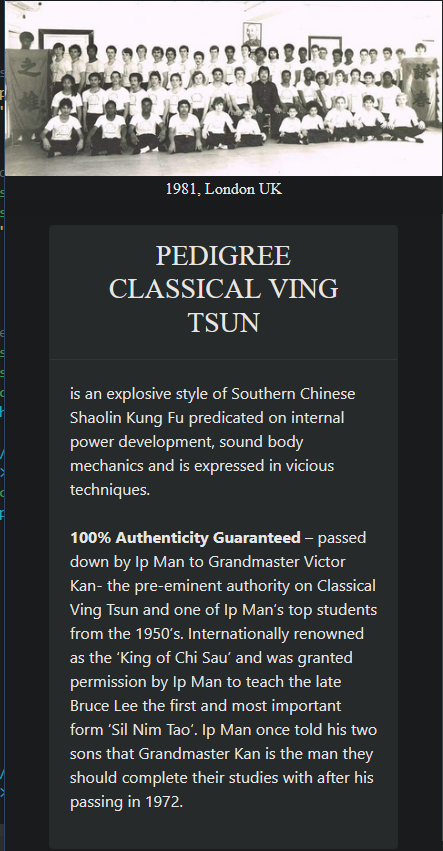 之
雄
詠
春
1981, London UK
PEDIGREE
CLASSICAL VING
TSUN
is an explosive style of Southern Chinese
Shaolin Kung Fu predicated on internal
power development, sound body
mechanics and is expressed in vicious
techniques.
100% Authenticity Guaranteed – passed
down by Ip Man to Grandmaster Victor
Kan- the pre-eminent authority on Classical
Ving Tsun and one of Ip Man’s top students
from the 1950’s. Internationally renowned
as the ‘King of Chi Sau’ and was granted
permission by Ip Man to teach the late
Bruce Lee the first and most important
form ‘Sil Nim Tao’. Ip Man once told his two
sons that Grandmaster Kan is the man they
should complete their studies with after his
passing in 1972.